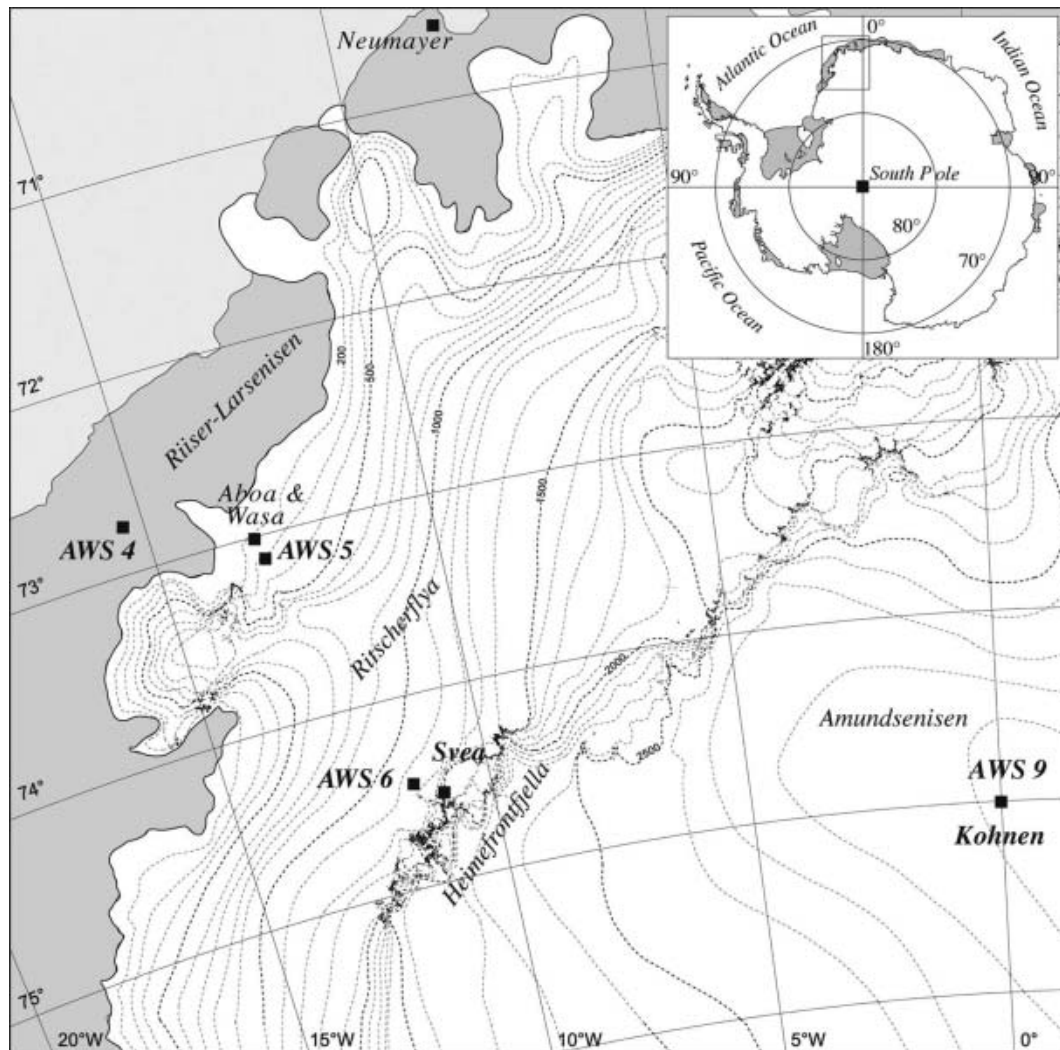 Neumayer
71°
72°
73°
74°
75°
20°W
15°W
10°W
5°W
0°
Riiser-Larsenisen
200
500
1000
1500
2000
2500
Aboa &
Wasa
AWS 4
AWS 5
Ritscherflya
Svea
AWS 6
Heimefrontfjella
Amundsenisen
AWS 9
Kohnen
0°
Atlantic Ocean
Indian Ocean
South Pole
90°
90°
80°
70°
Pacific Ocean
180°